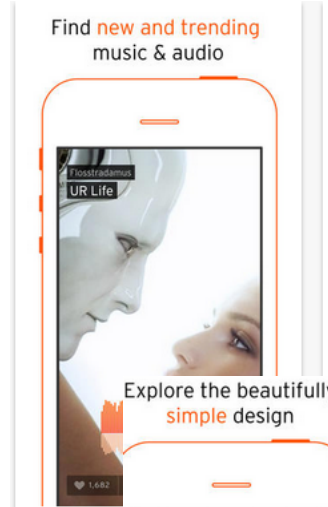 Find new and trending
music & audio
Flosstradamus
UR Life
1,682
Explore the beautifully
simple design